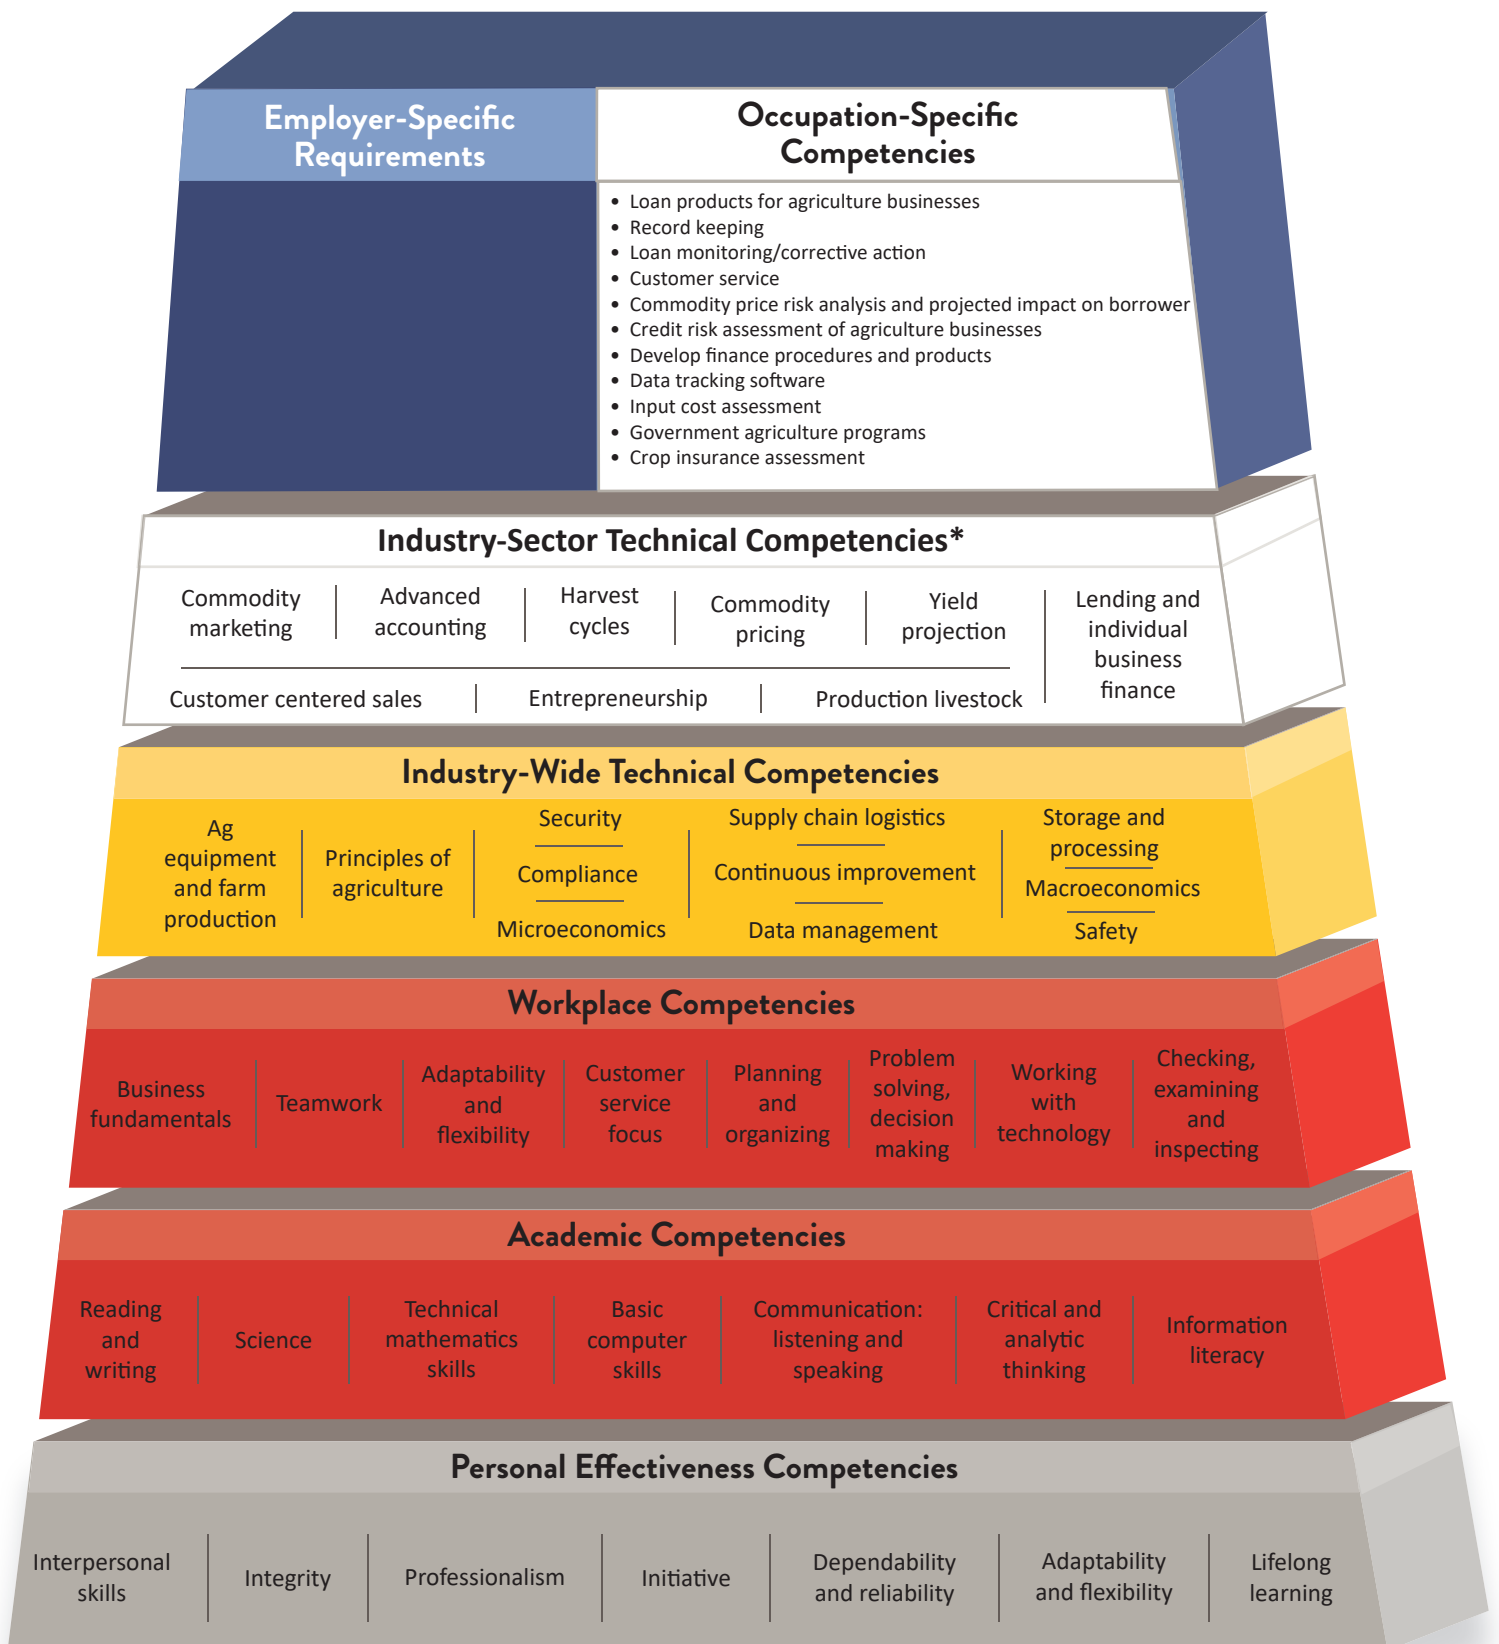 Employer-Specific
Requirements
Occupation-Specific
Competencies
• Loan products for agriculture businesses
• Record keeping
• Loan monitoring/corrective action
• Customer service
• Commodity price risk analysis and projected impact on borrower
• Credit risk assessment of agriculture businesses
• Develop finance procedures and products
• Data tracking software
• Input cost assessment
• Government agriculture programs
• Crop insurance assessment
Industry-Sector Technical Competencies*
Commodity
marketing
Advanced
accounting
Harvest
cycles
Commodity
pricing
Yield
projection
Lending and
individual
business
finance
Customer centered sales
Entrepreneurship
Production livestock
Industry-Wide Technical Competencies
Ag
equipment
and farm
production
Principles of
agriculture
Security
Compliance
Microeconomics
Supply chain logistics
Continuous improvement
Data management
Storage and
processing
Macroeconomics
Safety
Workplace Competencies
Business
fundamentals
Teamwork
Adaptability
and
flexibility
Customer
service
focus
Planning
and
organizing
Problem
solving,
decision
making
Working
with
technology
Checking,
examining
and
inspecting
Academic Competencies
Reading
and
writing
Science
Technical
mathematics
skills
Basic
computer
skills
Communication:
listening and
speaking
Critical and
analytic
thinking
Information
literacy
Personal Effectiveness Competencies
Interpersonal
skills
Integrity
Professionalism
Initiative
Dependability
and reliability
Adaptability
and flexibility
Lifelong
learning